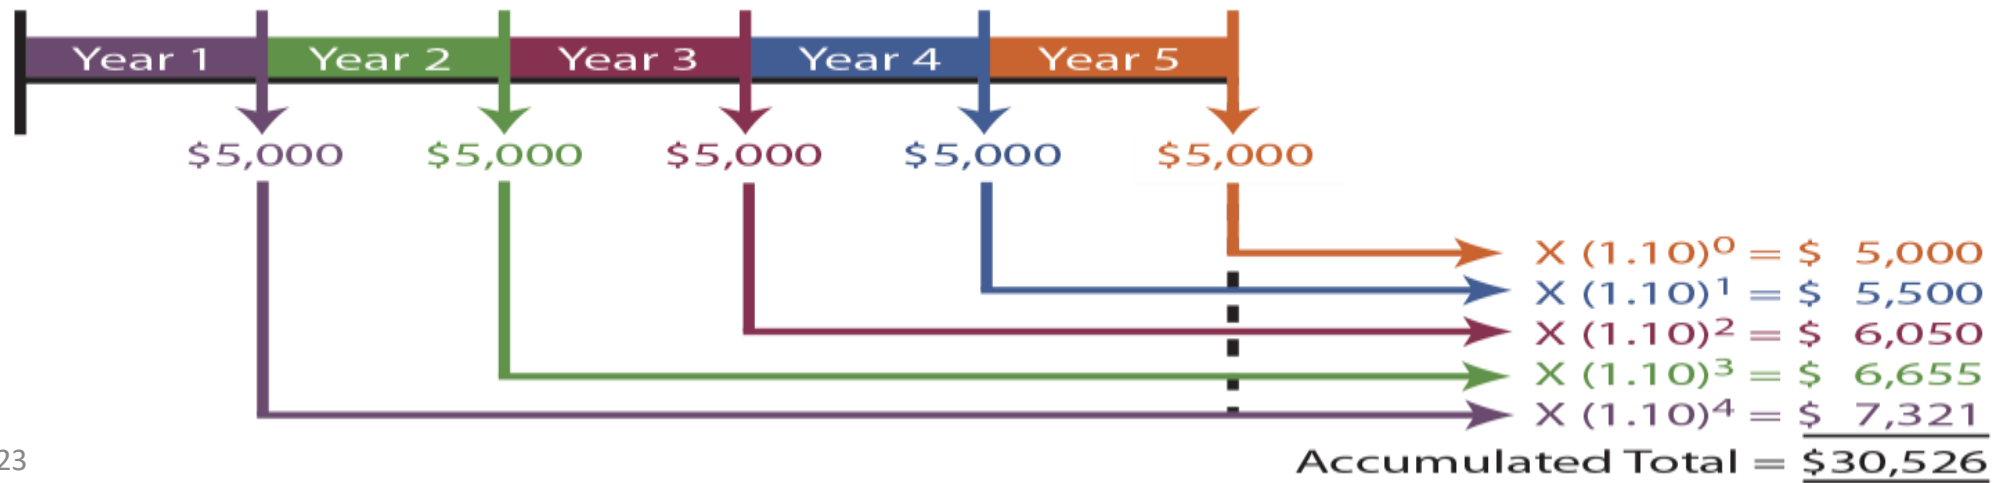 Year 1 Year 2 Year 3 Year 4 Year 5
$5,000 $5,000 $5,000 $5,000 $5,000
X (1.10)⁰ = $ 5,000
X (1.10)¹ = $ 5,500
X (1.10)² = $ 6,050
X (1.10)³ = $ 6,655
X (1.10)⁴ = $ 7,321
23 Accumulated Total = $30,526